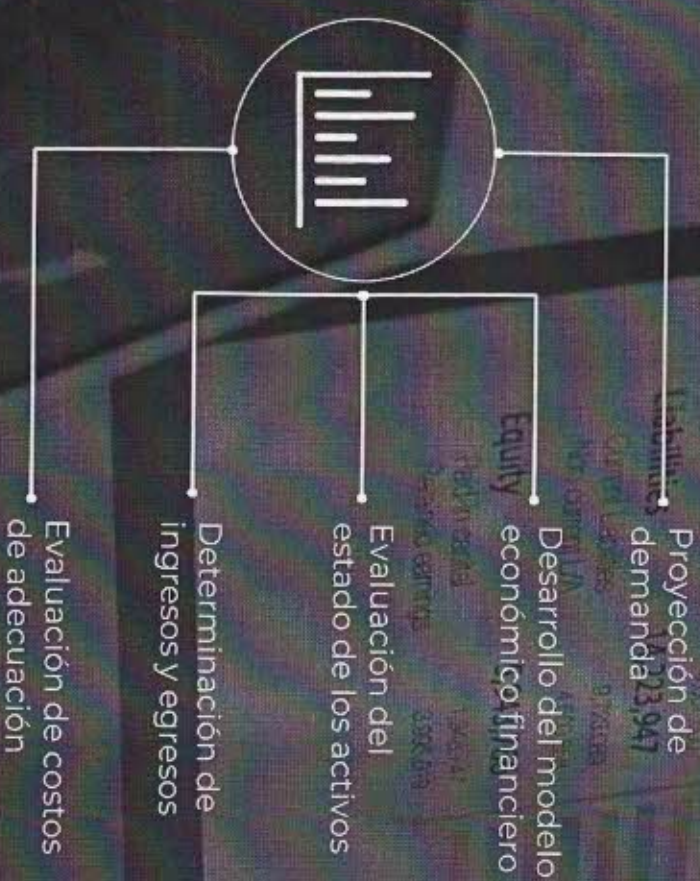 Proyección de
demanda
Desarrollo del modelo
económico financiero
Evaluación del
estado de los activos
Determinación de
ingresos y egresos
Evaluación de costos
de adecuación
Liabilities
Equity